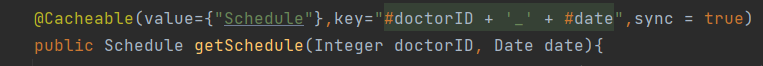 @Cacheable(value={"Schedule"},key="#doctorID + '_' + #date",sync = true)
public Schedule getSchedule(Integer doctorID, Date date){